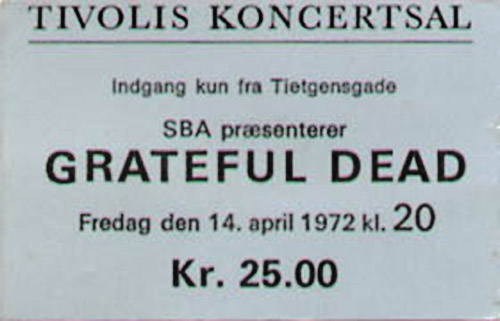 TIVOLIS KONCERTSAL
Indgang kun fra Tietgensgade
SBA præsenterer
GRATEFUL DEAD
Fredag den 14. april 1972 kl. 20
Kr. 25.00